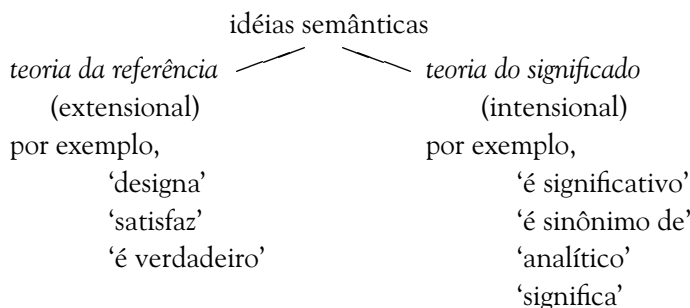 idéias semânticas
teoria da referência
(extensional)
por exemplo,
‘designa’
‘satisfaz’
‘é verdadeiro’
teoria do significado
(intensional)
por exemplo,
‘é significativo’
‘é sinônimo de’
‘analítico’
‘significa’